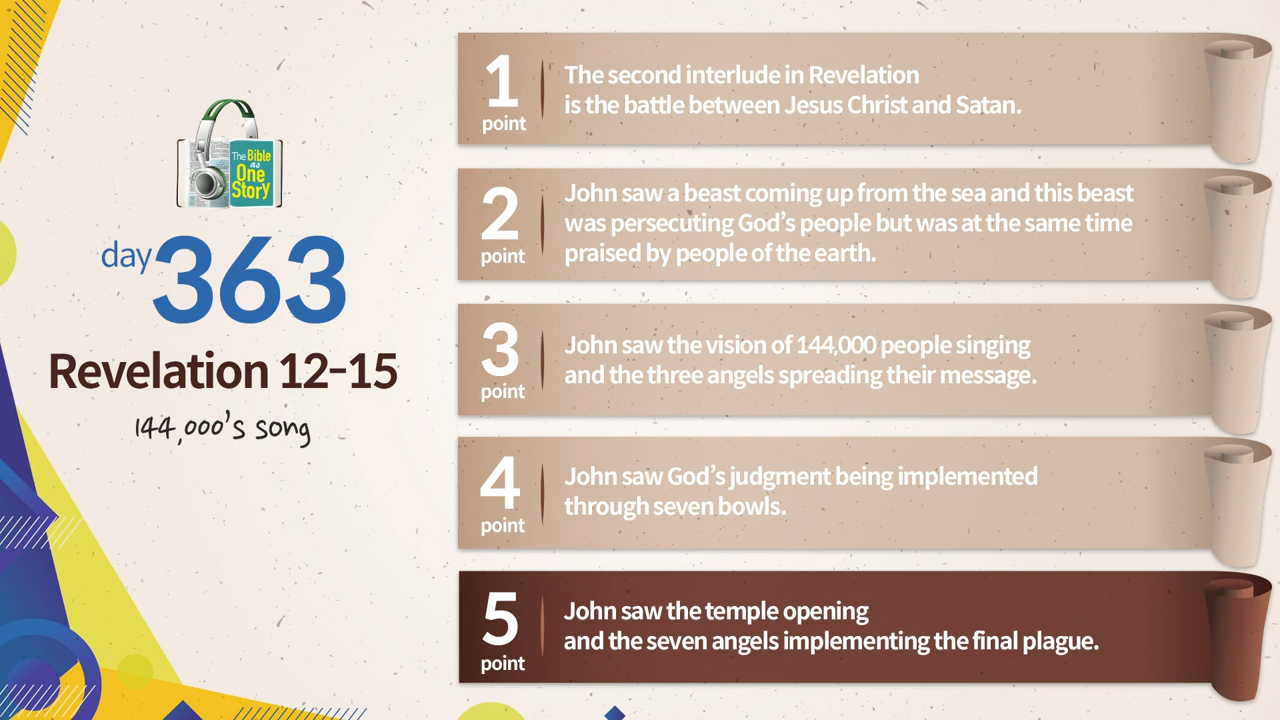 The Bible
as
One
Story
day 363
Revelation 12-15
144,000's song
1
point
The second interlude in Revelation
is the battle between Jesus Christ and Satan.
2
point
John saw a beast coming up from the sea and this beast
was persecuting God's people but was at the same time
praised by people of the earth.
3
point
John saw the vision of 144,000 people singing
and the three angels spreading their message.
4
point
John saw God's judgment being implemented
through seven bowls.
5
point
John saw the temple opening
and the seven angels implementing the final plague.